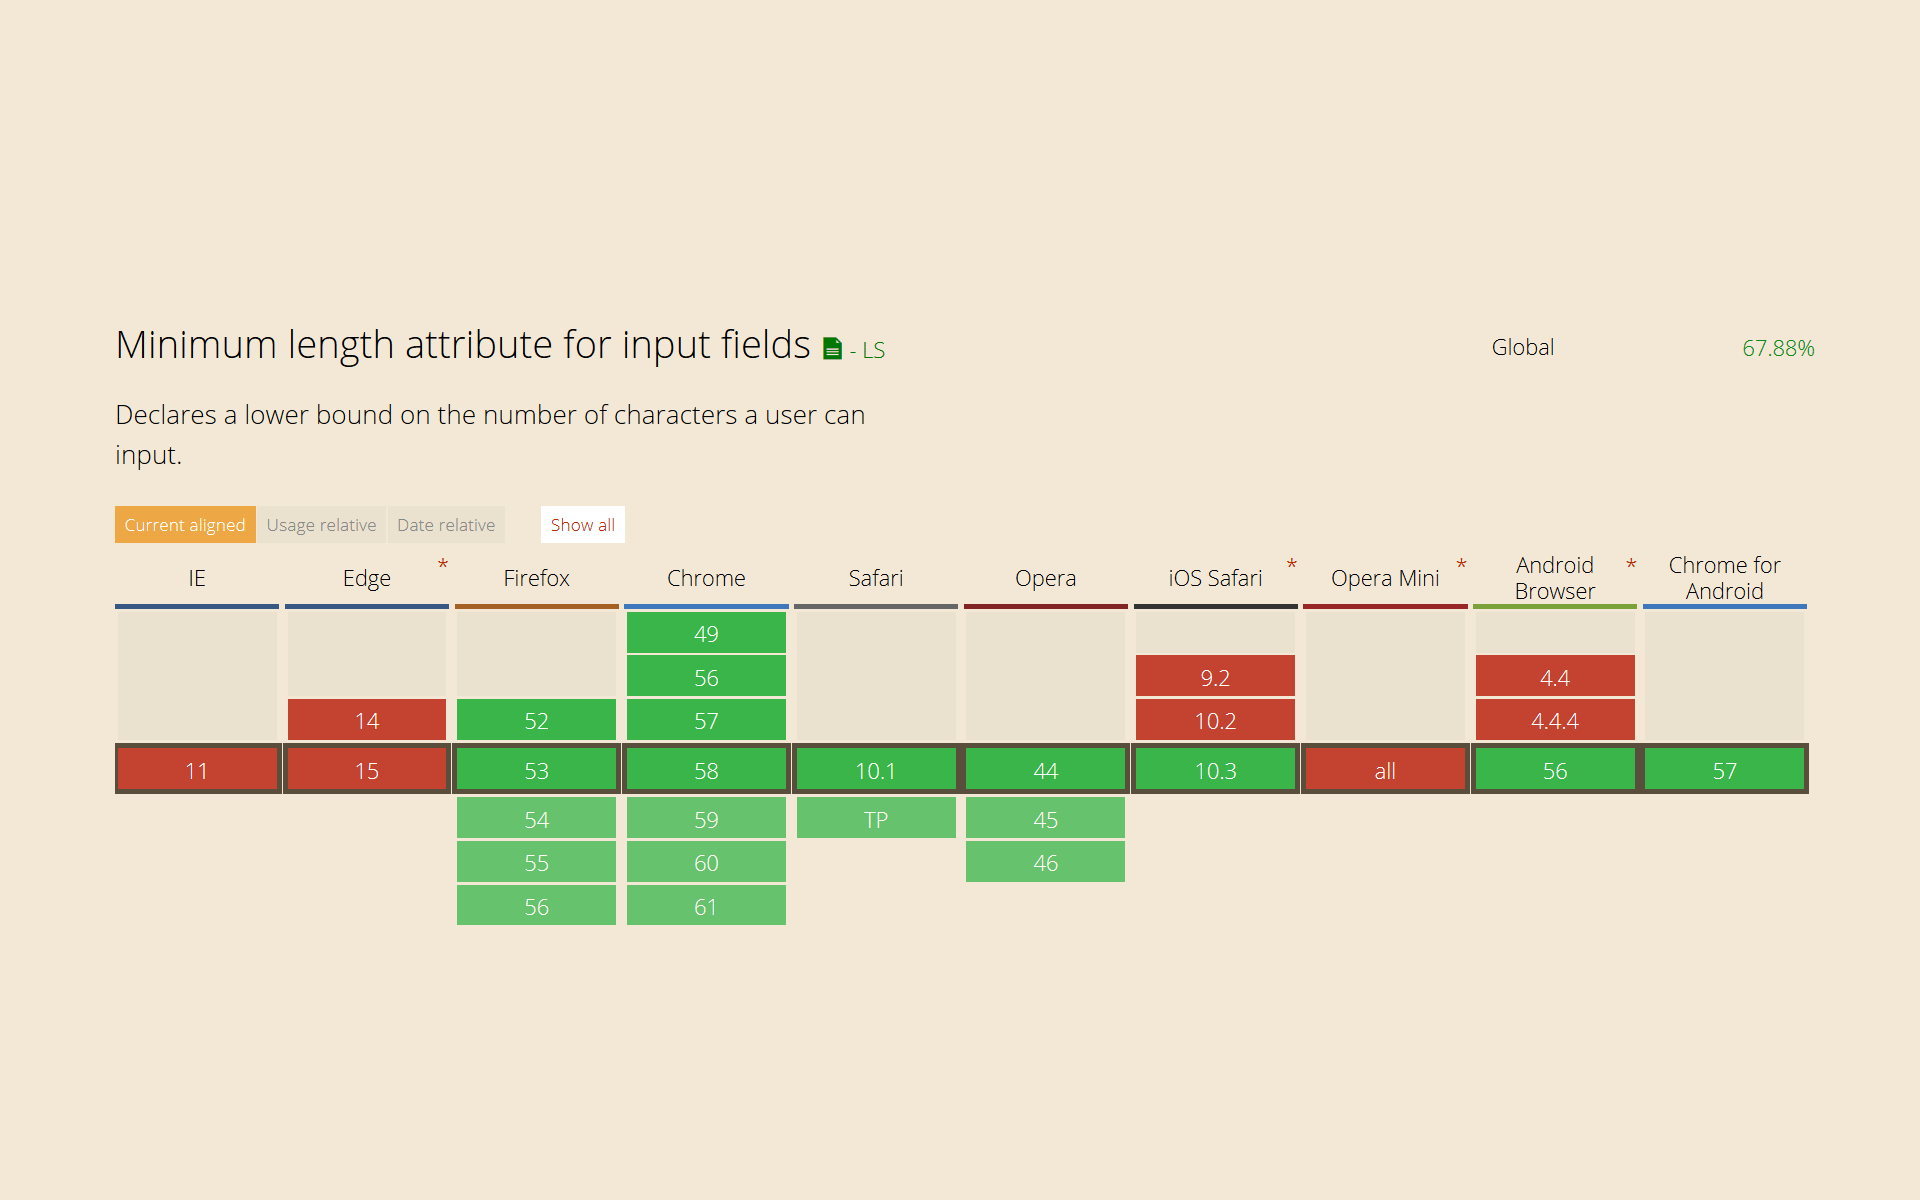 Minimum length attribute for input fields - LS
Global 67.88%
Declares a lower bound on the number of characters a user can
input.
Current aligned Usage relative Date relative Show all
IE Edge * Firefox Chrome Safari Opera iOS Safari * Opera Mini * Android Browser * Chrome for Android
49
56 9.2 4.4
14 52 57 10.2 4.4.4
11 15 53 58 10.1 44 10.3 all 56 57
54 59 TP 45
55 60 46
56 61